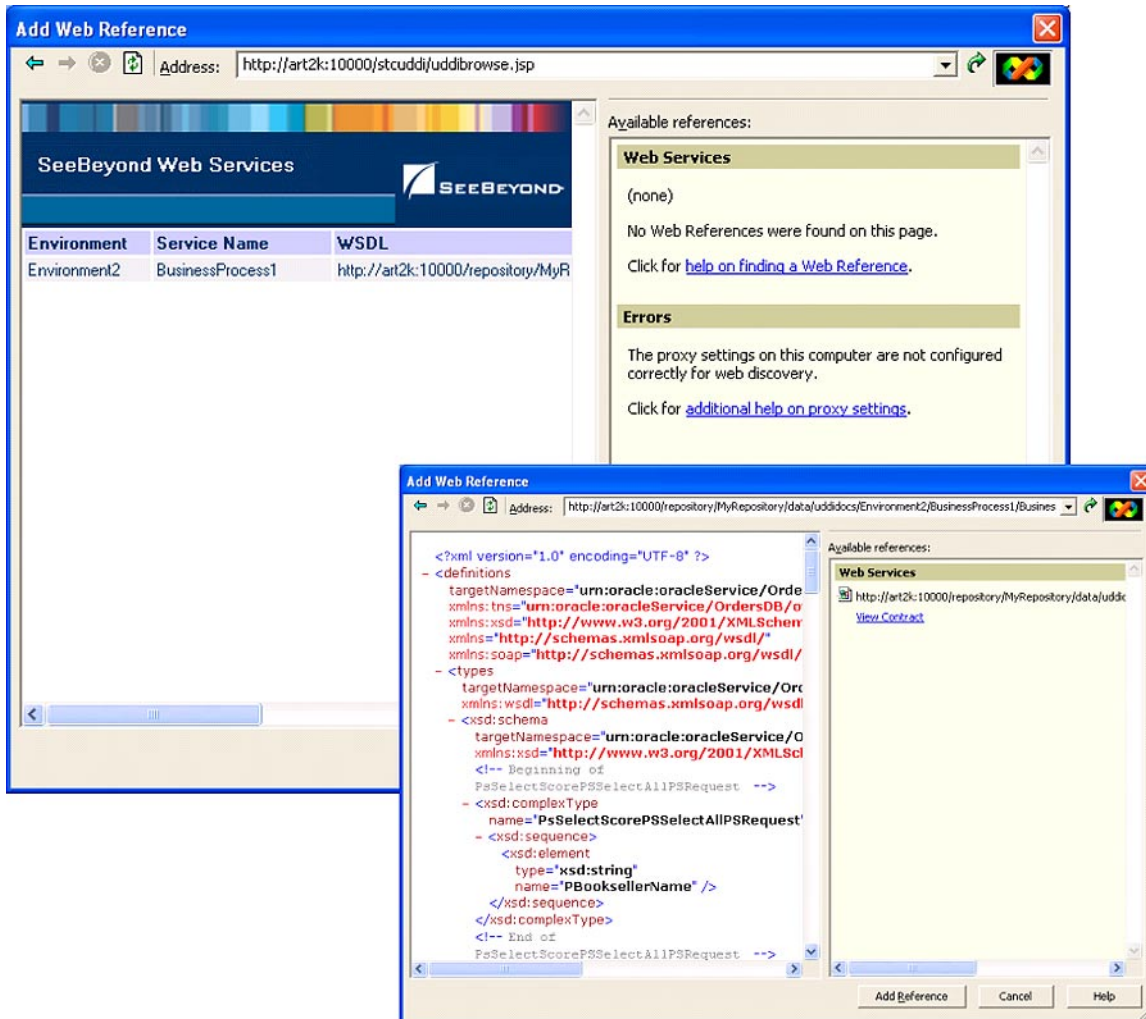 Add Web Reference
Address: http://art2k:10000/stcuddi/uddibrowse.jsp
SeeBeyond Web Services
SEEBEYOND
Environment Service Name WSDL
Environment2 BusinessProcess1 http://art2k:10000/repository/MyR
Available references:
Web Services
(none)
No Web References were found on this page.
Click for help on finding a Web Reference.
Errors
The proxy settings on this computer are not configured
correctly for web discovery.
Click for additional help on proxy settings.
Add Web Reference
Address: http://art2k:10000/repository/MyRepository/data/uddidocs/Environment2/BusinessProcess1/Busines
<?xml version="1.0" encoding="UTF-8" ?>
- <definitions
targetNamespace="urn:oracle:oracleService/Orde
xmlns:tns="urn:oracle:oracleService/OrdersDB/o
xmlns:xsd="http://www.w3.org/2001/XMLSchem
xmlns="http://schemas.xmlsoap.org/wsdl/"
xmlns:soap="http://schemas.xmlsoap.org/wsdl/
- <types
targetNamespace="urn:oracle:oracleService/Orc
xmlns:wsdl="http://schemas.xmlsoap.org/wsdl
- <xsd:schema
targetNamespace="urn:oracle:oracleService/O
xmlns:xsd="http://www.w3.org/2001/XMLScl
<!-- Beginning of
PsSelectScorePSSelectAllPSRequest -->
- <xsd:complexType
name="PsSelectScorePSSelectAllPSRequest"
- <xsd:sequence>
<xsd:element
type="xsd:string"
name="PBooksellerName" />
</xsd:sequence>
</xsd:complexType>
<!-- End of
PsSelectScorePSSelectAllPSRequest -->
Available references:
Web Services
http://art2k:10000/repository/MyRepository/data/uddic
View Contract
Add Reference Cancel Help